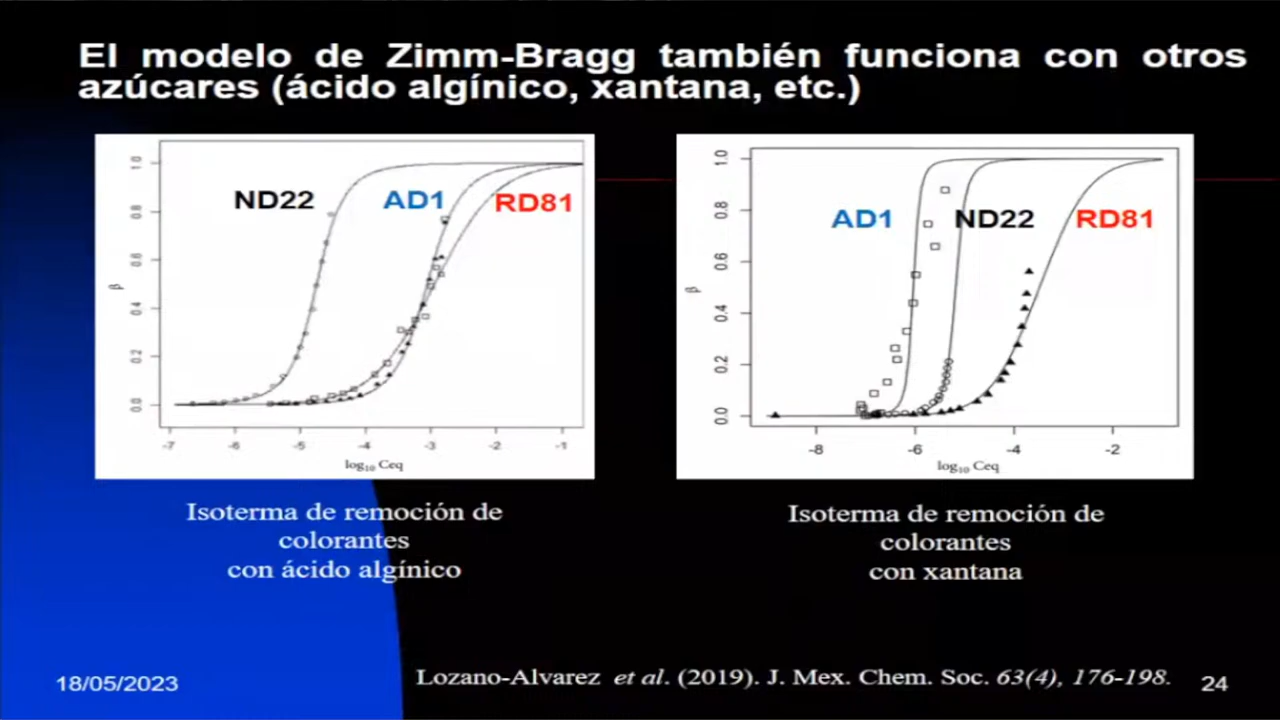 El modelo de Zimm-Bragg también funciona con otros
azúcares (ácido algínico, xantana, etc.)
ND22 AD1 RD81
β
1.0
0.8
0.6
0.4
0.2
0.0
-7 -6 -5 -4 -3 -2 -1
log₁₀ Ceq
AD1 ND22 RD81
β
1.0
0.8
0.6
0.4
0.2
0.0
-8 -6 -4 -2
log₁₀ Ceq
Isoterma de remoción de
colorantes
con ácido algínico
Isoterma de remoción de
colorantes
con xantana
18/05/2023
Lozano-Alvarez et al. (2019). J. Mex. Chem. Soc. 63(4), 176-198.
24